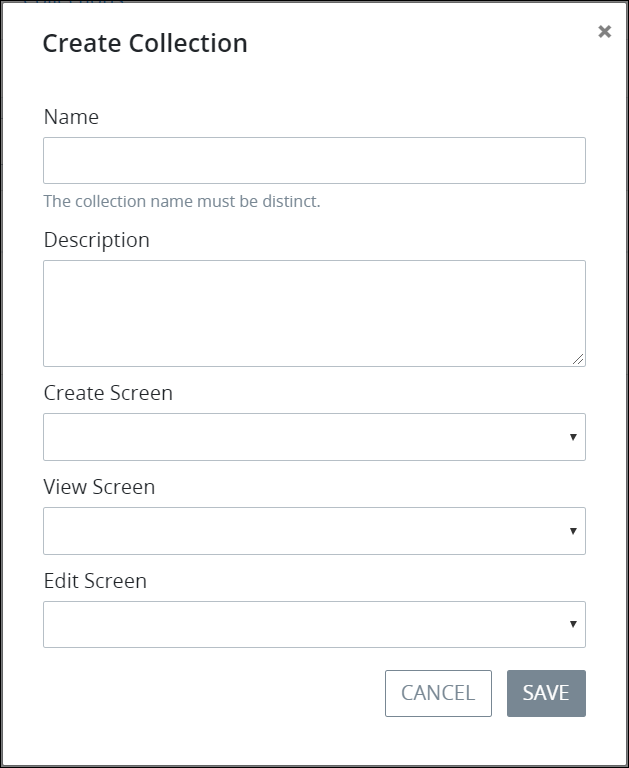 Create Collection
Name
The collection name must be distinct.
Description
Create Screen
View Screen
Edit Screen
CANCEL SAVE